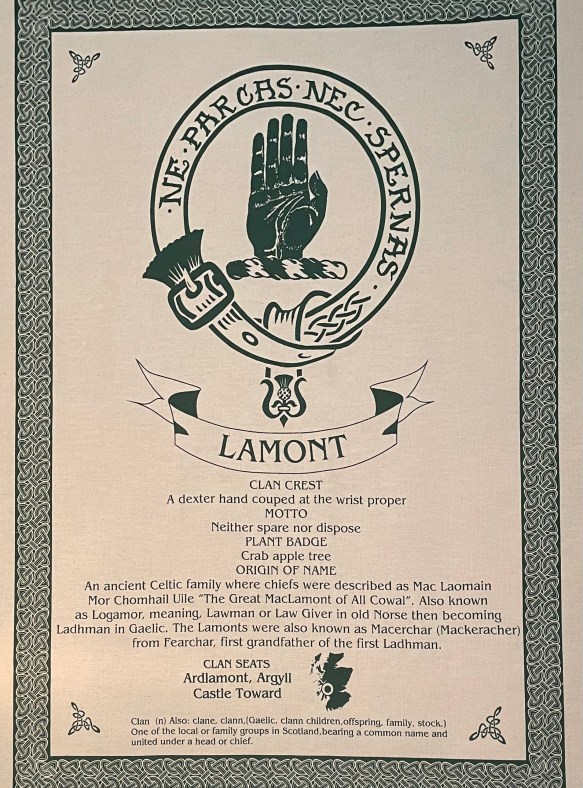 NE·PARCAS·NEC·SPERNAS·
LAMONT
CLAN CREST
A dexter hand couped at the wrist proper
MOTTO
Neither spare nor dispose
PLANT BADGE
Crab apple tree
ORIGIN OF NAME
An ancient Celtic family where chiefs were described as Mac Laomain
Mor Chomhail Uile "The Great MacLamont of All Cowal". Also known
as Logamor, meaning, Lawman or Law Giver in old Norse then becoming
Ladhman in Gaelic. The Lamonts were also known as Macerchar (Mackeracher)
from Fearchar, first grandfather of the first Ladhman.
CLAN SEATS
Ardlamont, Argyll
Castle Toward
Clan (n) Also: clane, clann,(Gaelic, clann children,offspring, family, stock.)
One of the local or family groups in Scotland,bearing a common name and
united under a head or chief.